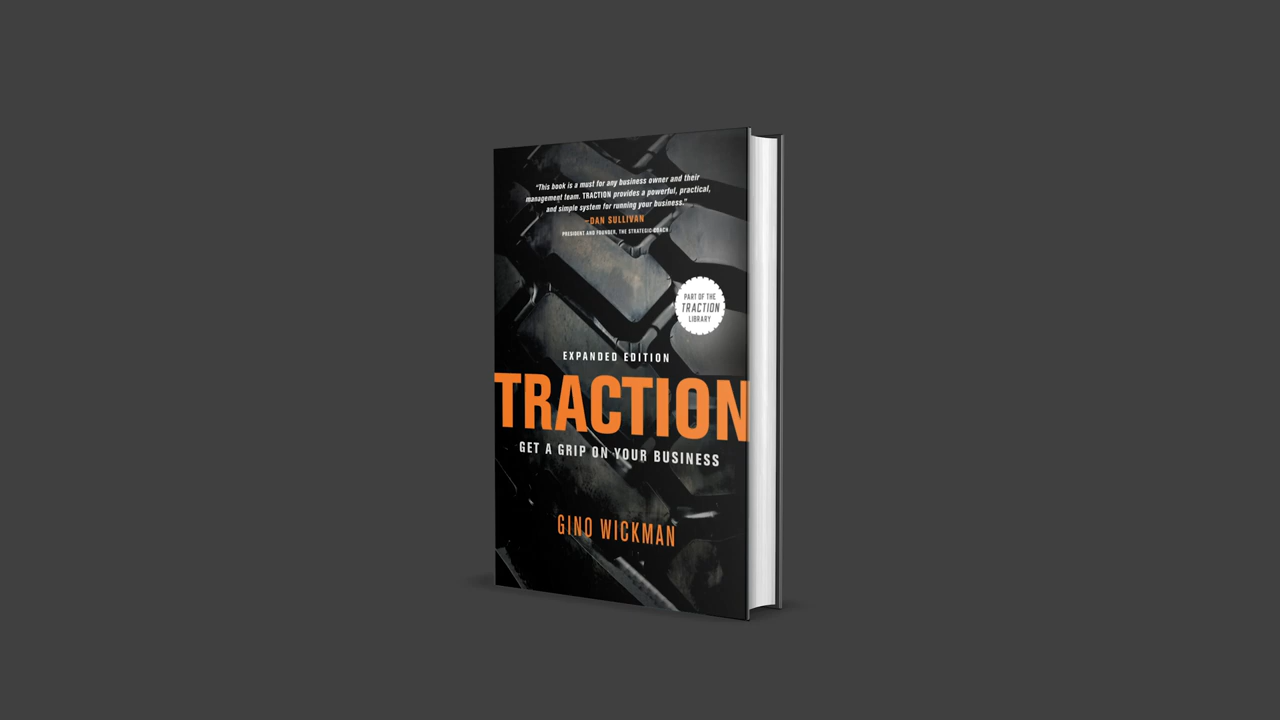 “This book is a must for any business owner and their
management team. TRACTION provides a powerful, practical,
and simple system for running your business.”
—DAN SULLIVAN
PRESIDENT AND FOUNDER, THE STRATEGIC COACH
PART OF THE
TRACTION
LIBRARY
EXPANDED EDITION
TRACTION
GET A GRIP ON YOUR BUSINESS
GINO WICKMAN